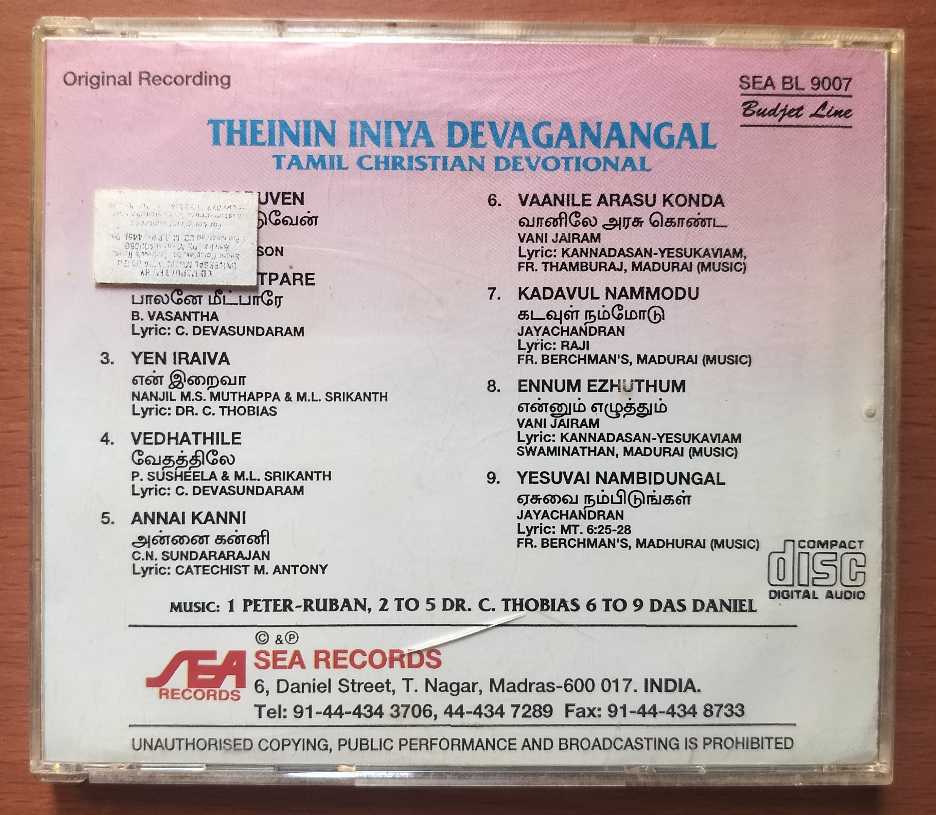 Original Recording
SEA BL 9007
Budjet Line
THEININ INIYA DEVAGANANGAL
TAMIL CHRISTIAN DEVOTIONAL
UVEN
டுவேன்
SON
TPARE
பாலனே மீட்பாரே
B. VASANTHA
Lyric: C. DEVASUNDARAM
3. YEN IRAIVA
என் இறைவா
NANJIL M.S. MUTHAPPA & M.L. SRIKANTH
Lyric: DR. C. THOBIAS
4. VEDHATHILE
வேதத்திலே
P. SUSHEELA & M.L. SRIKANTH
Lyric: C. DEVASUNDARAM
5. ANNAI KANNI
அன்னை கன்னி
C.N. SUNDARARAJAN
Lyric: CATECHIST M. ANTONY
6. VAANILE ARASU KONDA
வானிலே அரசு கொண்ட
VANI JAIRAM
Lyric: KANNADASAN-YESUKAVIAM,
FR. THAMBURAJ, MADURAI (MUSIC)
7. KADAVUL NAMMODU
கடவுள் நம்மோடு
JAYACHANDRAN
Lyric: RAJI
FR. BERCHMAN'S, MADURAI (MUSIC)
8. ENNUM EZHUTHUM
என்னும் எழுத்தும்
VANI JAIRAM
Lyric: KANNADASAN-YESUKAVIAM
SWAMINATHAN, MADURAI (MUSIC)
9. YESUVAI NAMBIDUNGAL
ஏசுவை நம்பிடுங்கள்
JAYACHANDRAN
Lyric: MT. 6:25-28
FR. BERCHMAN'S, MADHURAI (MUSIC)
COMPACT
disc
DIGITAL AUDIO
MUSIC: 1 PETER-RUBAN, 2 TO 5 DR. C. THOBIAS 6 TO 9 DAS DANIEL
© & ℗
SEA RECORDS
SEA RECORDS
6, Daniel Street, T. Nagar, Madras-600 017. INDIA.
Tel: 91-44-434 3706, 44-434 7289 Fax: 91-44-434 8733
UNAUTHORISED COPYING, PUBLIC PERFORMANCE AND BROADCASTING IS PROHIBITED